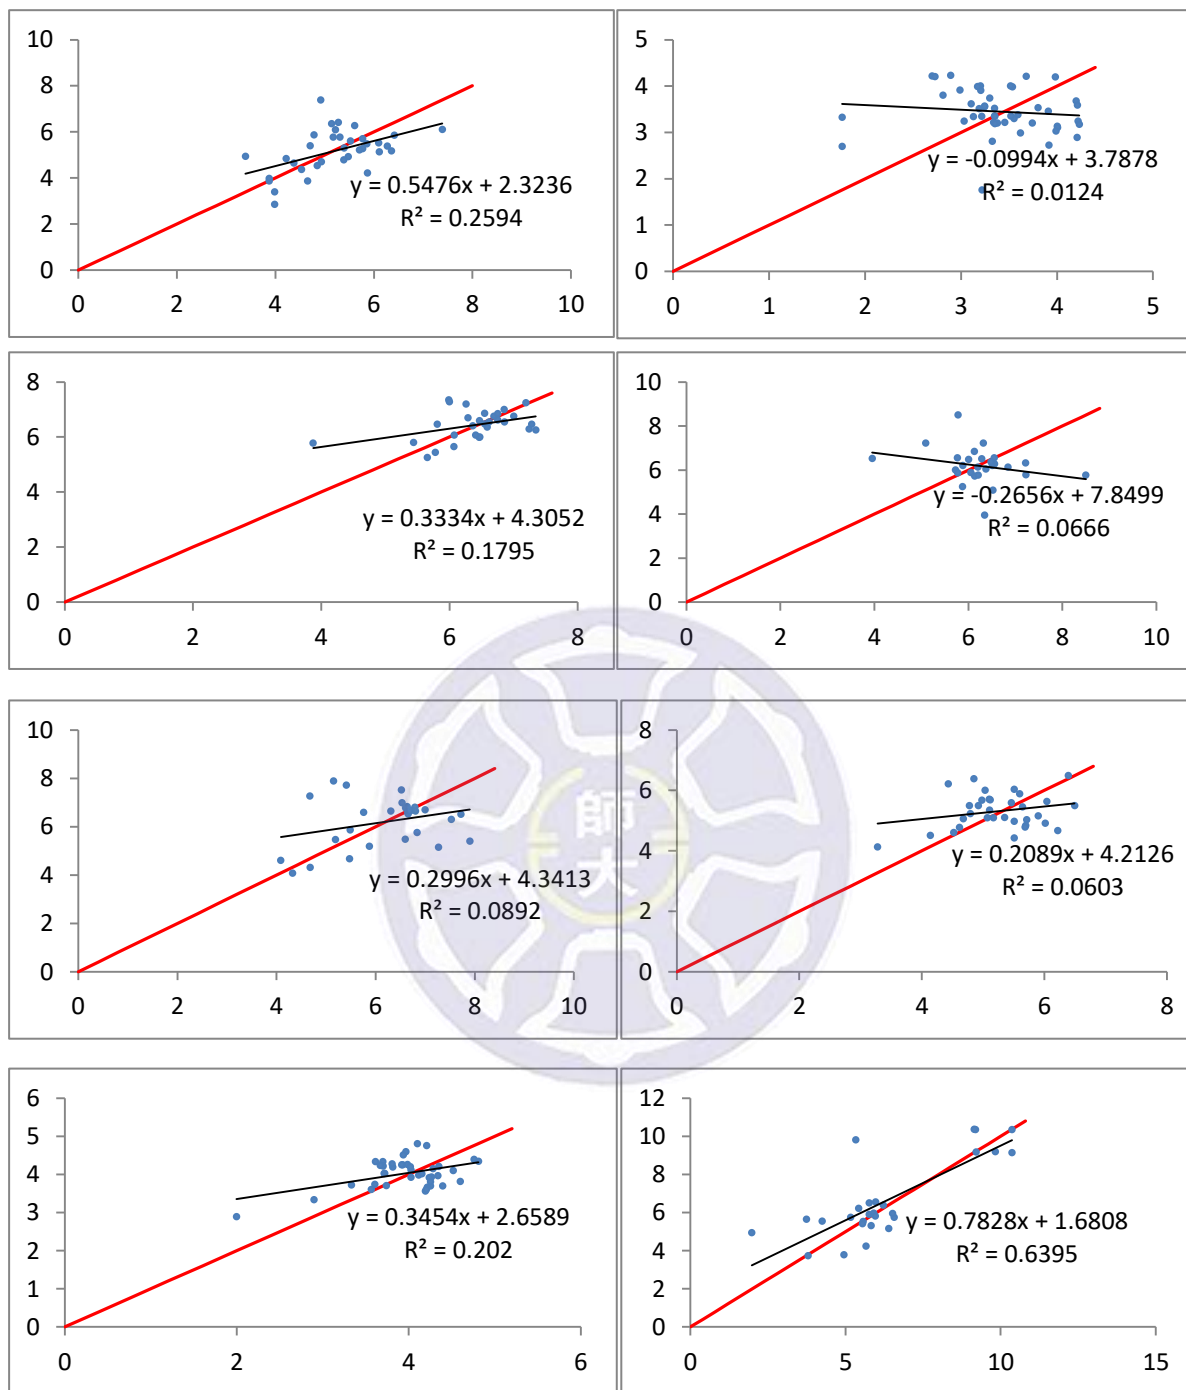 10
8
6
4
2
0
0 2 4 6 8 10
y = 0.5476x + 2.3236
R² = 0.2594
5
4
3
2
1
0
0 1 2 3 4 5
y = -0.0994x + 3.7878
R² = 0.0124
8
6
4
2
0
0 2 4 6 8
y = 0.3334x + 4.3052
R² = 0.1795
10
8
6
4
2
0
0 2 4 6 8 10
y = -0.2656x + 7.8499
R² = 0.0666
10
8
6
4
2
0
0 2 4 6 8 10
y = 0.2996x + 4.3413
R² = 0.0892
8
6
4
2
0
0 2 4 6 8
y = 0.2089x + 4.2126
R² = 0.0603
師
大
6
5
4
3
2
1
0
0 2 4 6
y = 0.3454x + 2.6589
R² = 0.202
12
10
8
6
4
2
0
0 5 10 15
y = 0.7828x + 1.6808
R² = 0.6395